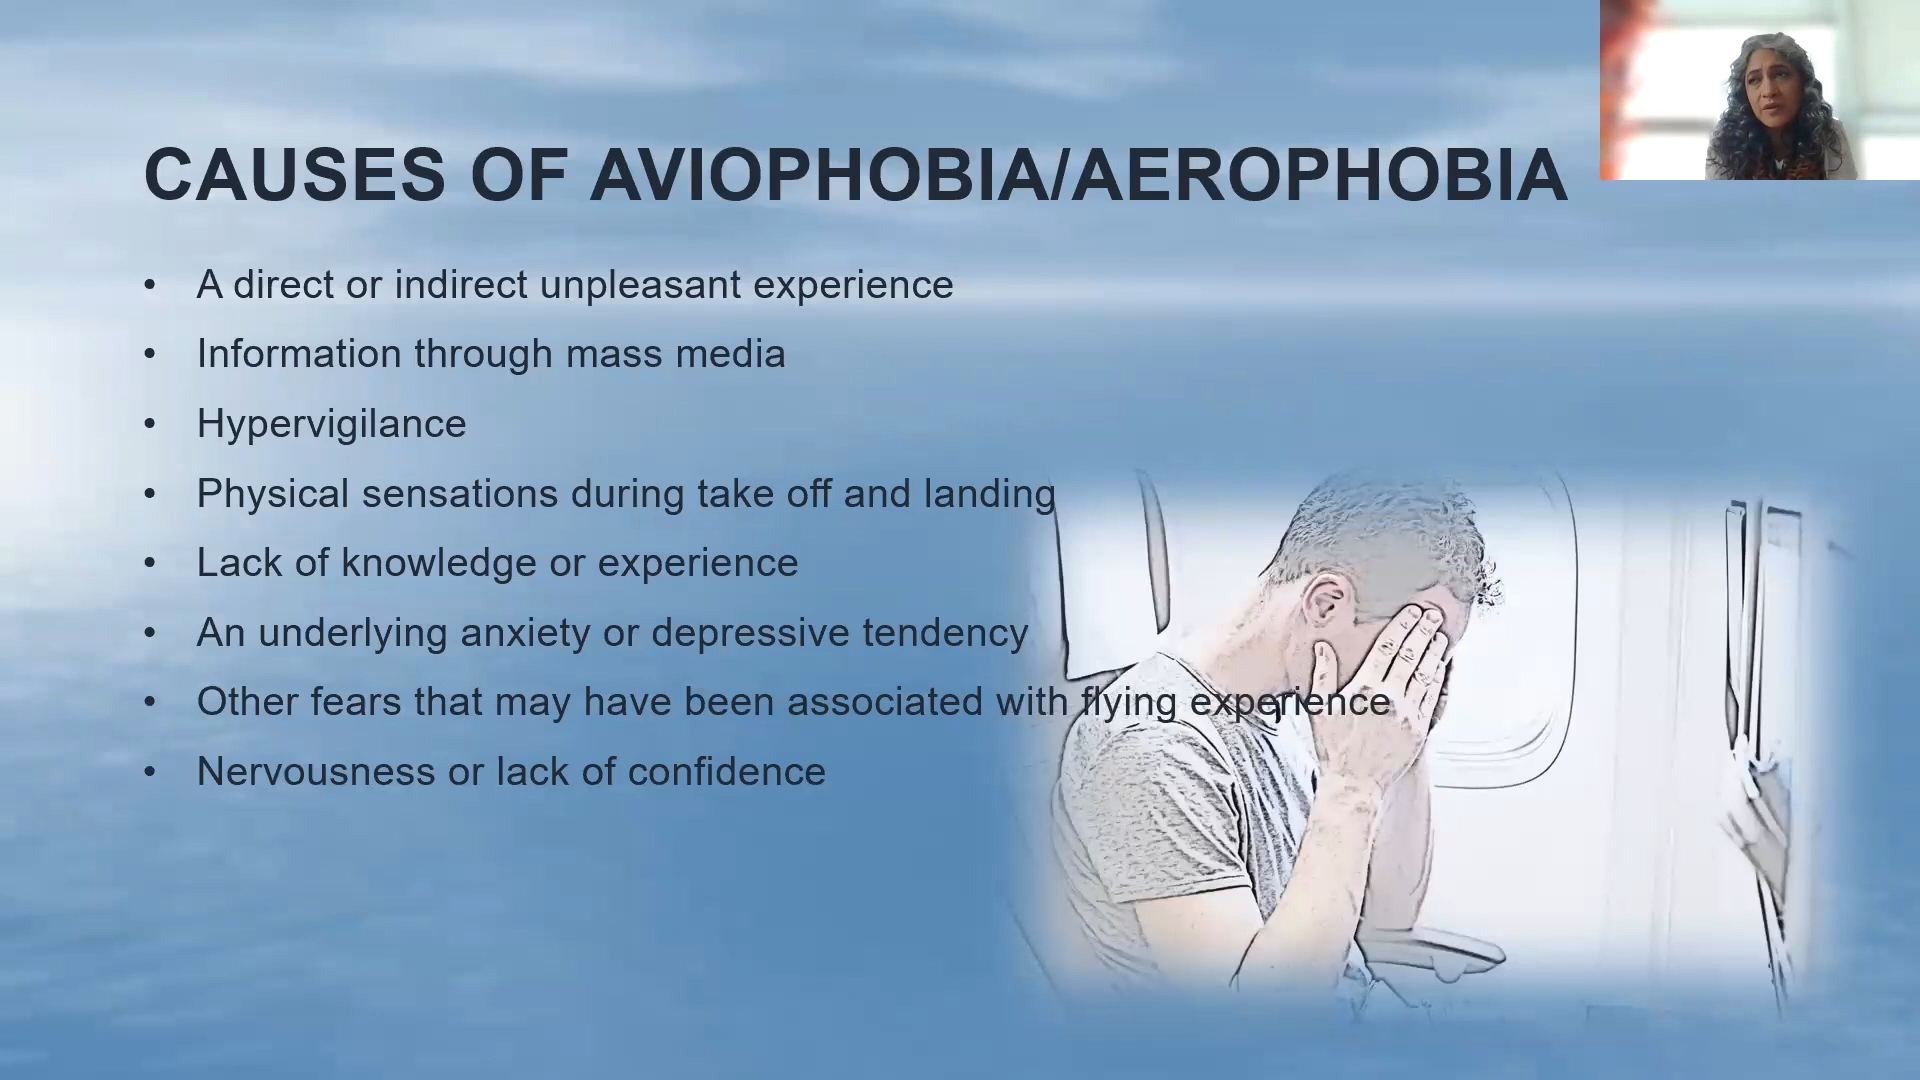 CAUSES OF AVIOPHOBIA/AEROPHOBIA
• A direct or indirect unpleasant experience
• Information through mass media
• Hypervigilance
• Physical sensations during take off and landing
• Lack of knowledge or experience
• An underlying anxiety or depressive tendency
• Other fears that may have been associated with flying experience
• Nervousness or lack of confidence